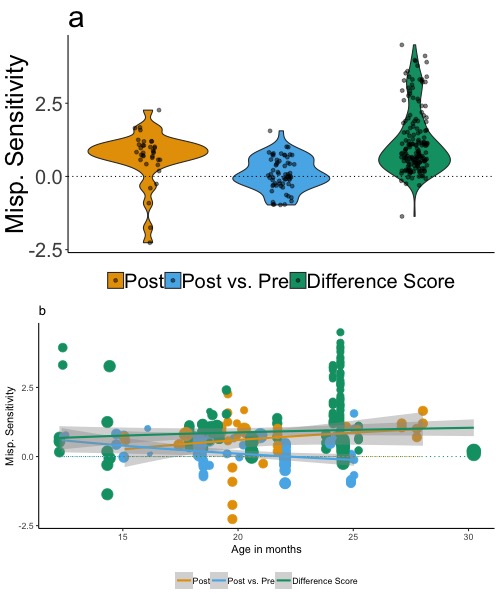 a
Misp. Sensitivity
2.5
0.0
-2.5
Post Post vs. Pre Difference Score
b
Misp. Sensitivity
2.5
0.0
-2.5
15 20 25 30
Age in months
Post Post vs. Pre Difference Score